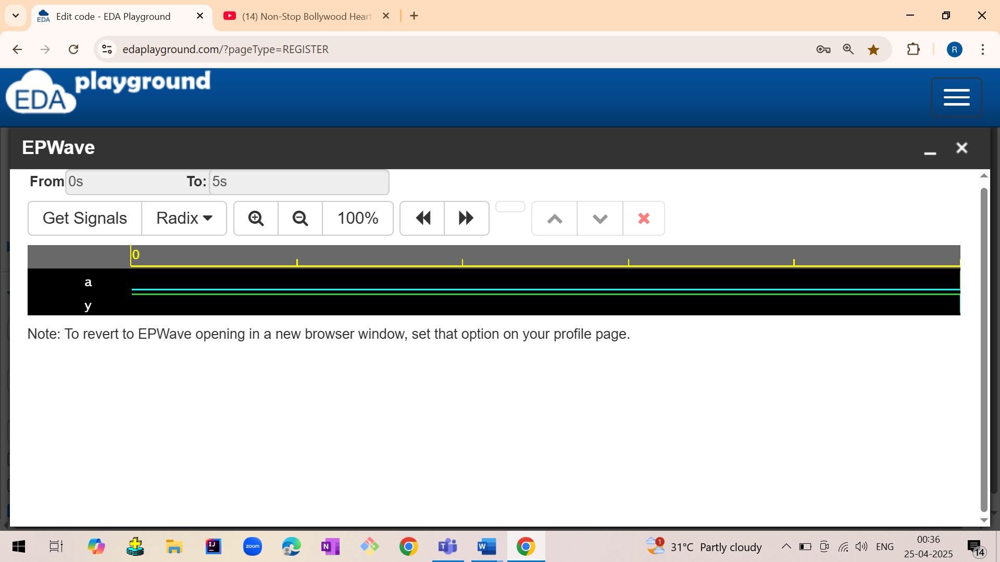 Edit code - EDA Playground
(14) Non-Stop Bollywood Heart
edaplayground.com/?pageType=REGISTER
R
EDA playground
EPWave
From 0s To: 5s
Get Signals Radix 100%
0
a
y
Note: To revert to EPWave opening in a new browser window, set that option on your profile page.
zoom
1
31°C Partly cloudy
ENG
00:36
25-04-2025
14